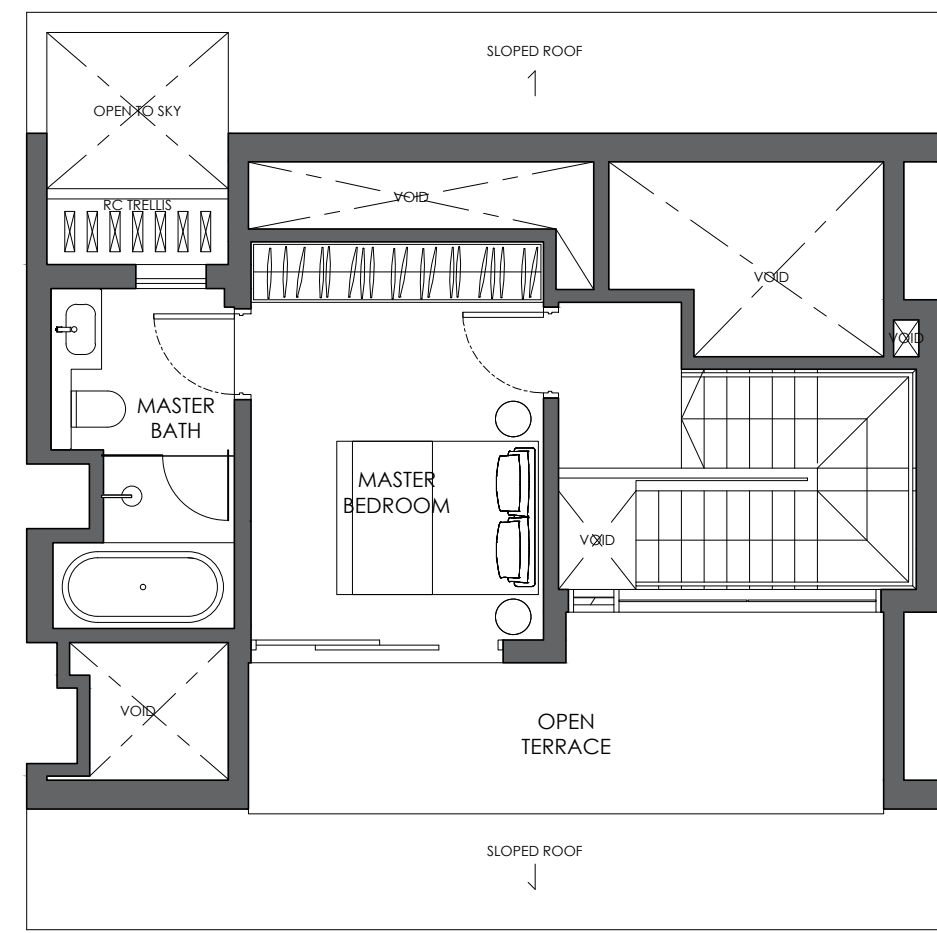 SLOPED ROOF
OPEN TO SKY
RC TRELLIS
VOID
VOID
VOID
MASTER
BATH
MASTER
BEDROOM
VOID
VOID
OPEN
TERRACE
SLOPED ROOF